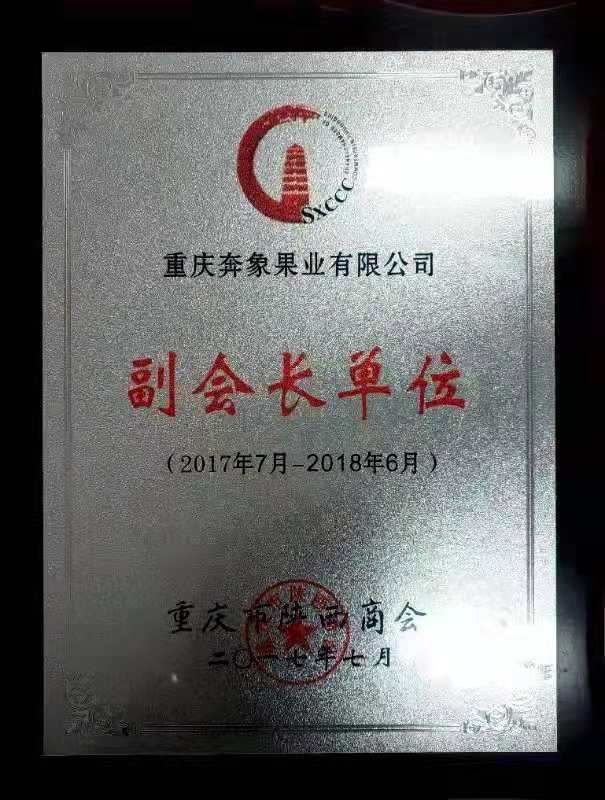 SXCCC
重庆奔象果业有限公司
副会长单位
（2017年7月-2018年6月）
重庆市陕西商会
二〇一七年七月